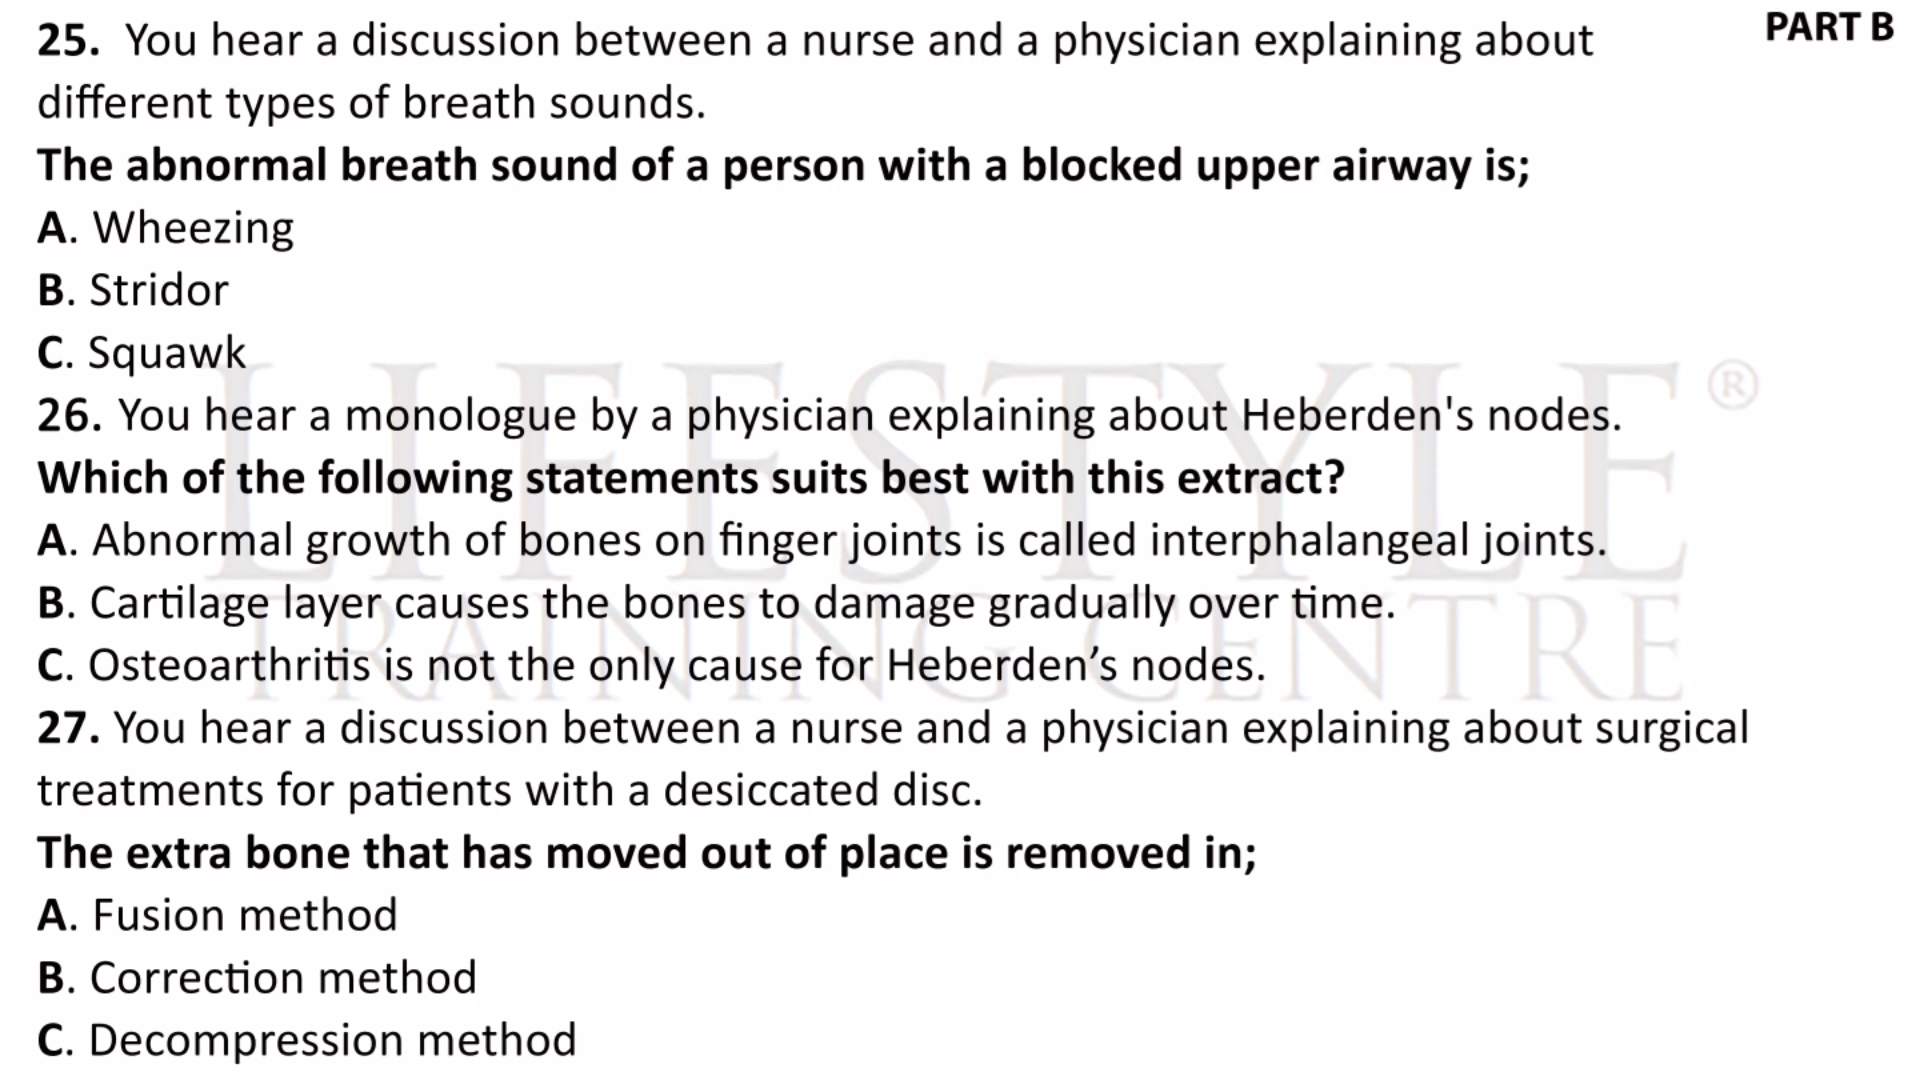 PART B
25. You hear a discussion between a nurse and a physician explaining about
different types of breath sounds.
The abnormal breath sound of a person with a blocked upper airway is;
A. Wheezing
B. Stridor
C. Squawk
26. You hear a monologue by a physician explaining about Heberden's nodes.
Which of the following statements suits best with this extract?
A. Abnormal growth of bones on finger joints is called interphalangeal joints.
B. Cartilage layer causes the bones to damage gradually over time.
C. Osteoarthritis is not the only cause for Heberden’s nodes.
27. You hear a discussion between a nurse and a physician explaining about surgical
treatments for patients with a desiccated disc.
The extra bone that has moved out of place is removed in;
A. Fusion method
B. Correction method
C. Decompression method
LIFESTYLE®
TRAINING CENTRE